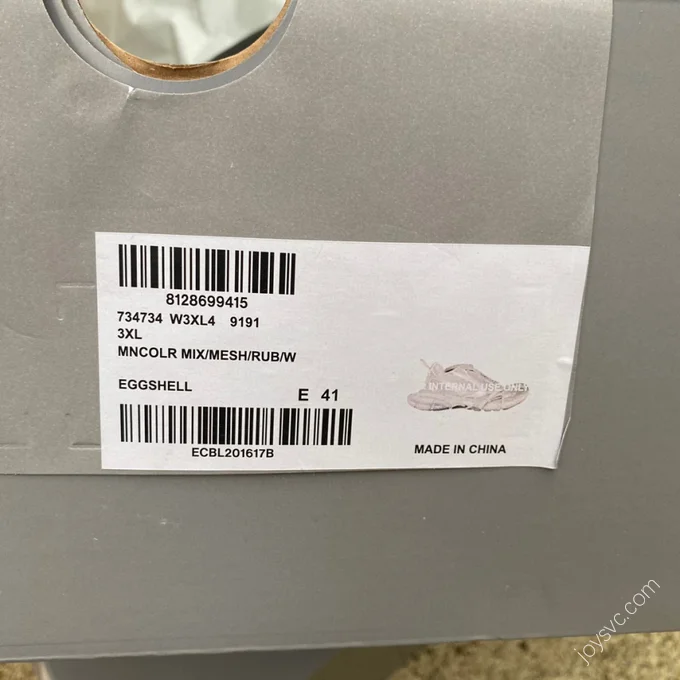 8128699415
734734 W3XL4 9191
3XL
MNCOLR MIX/MESH/RUB/W
EGGSHELL
E 41
INTERNAL USE ONLY
ECBL201617B
MADE IN CHINA
joysvc.com